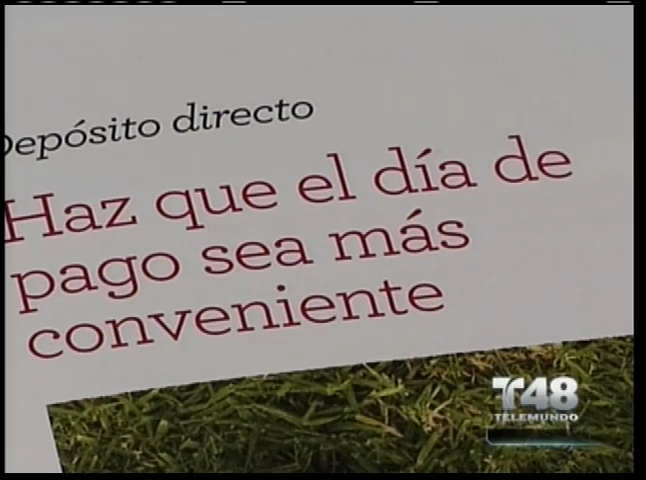 Depósito directo
Haz que el día de
pago sea más
conveniente
T48
TELEMUNDO